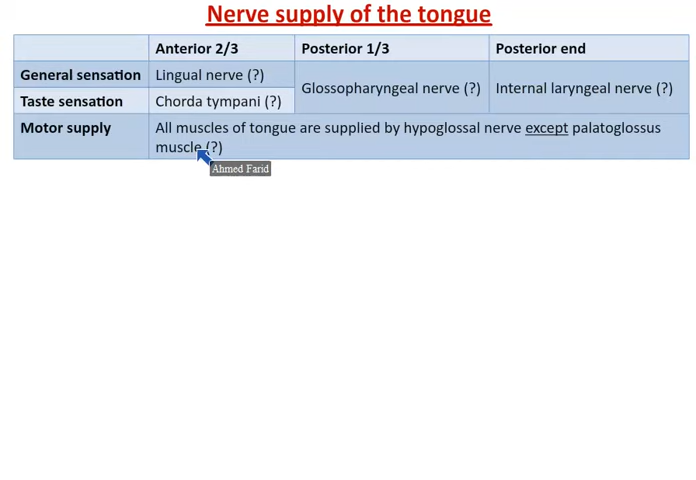 Nerve supply of the tongue
Anterior 2/3 Posterior 1/3 Posterior end
General sensation Lingual nerve (?) Glossopharyngeal nerve (?) Internal laryngeal nerve (?)
Taste sensation Chorda tympani (?)
Motor supply All muscles of tongue are supplied by hypoglossal nerve except palatoglossus
muscle (?)
Ahmed Farid